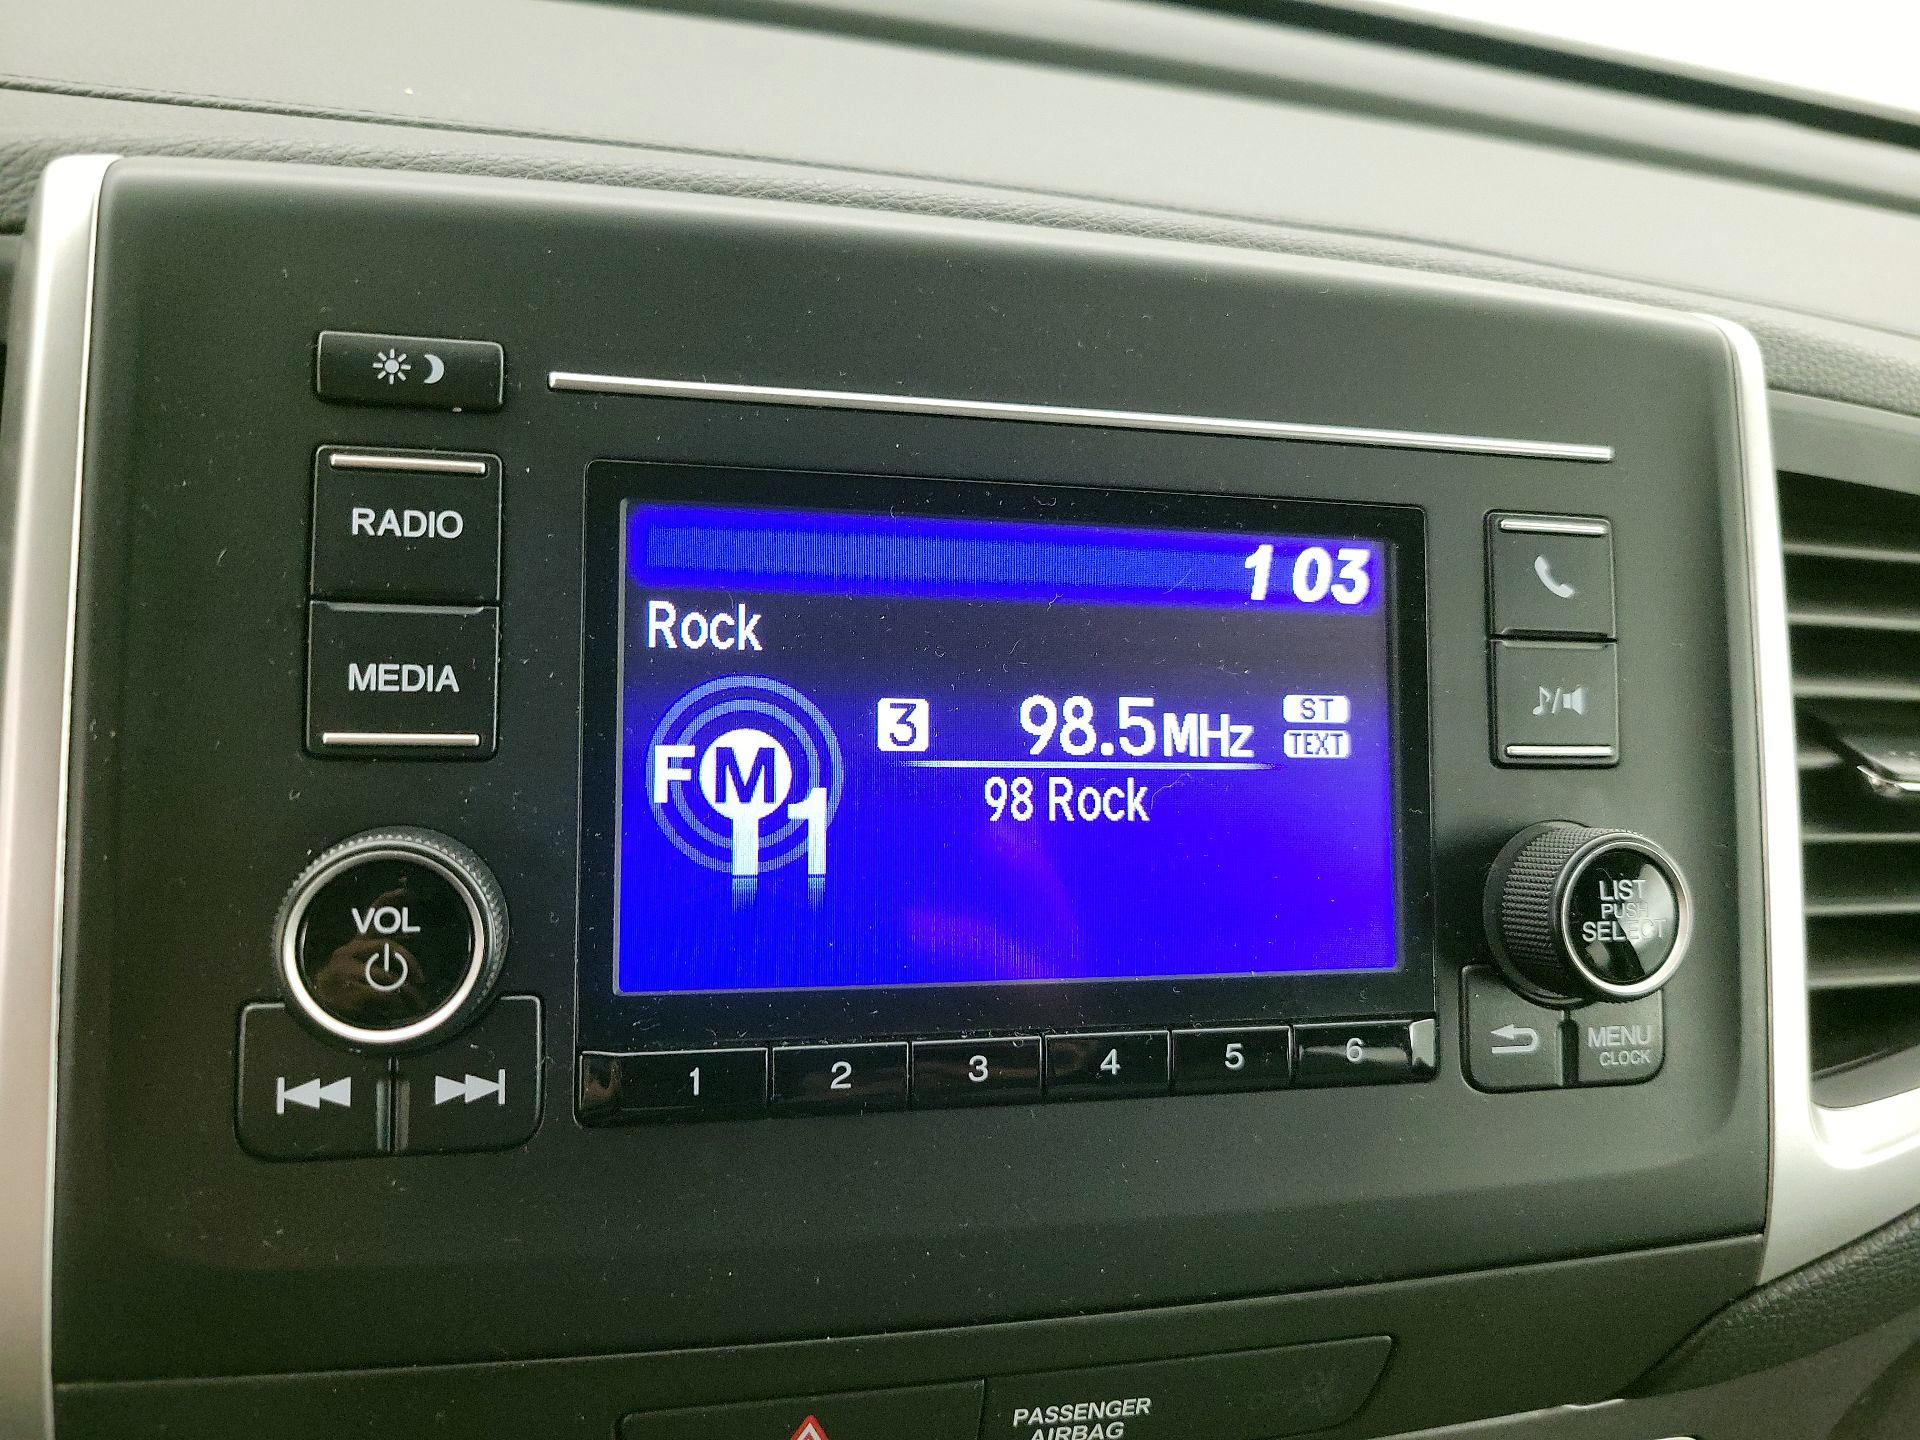 1 03
RADIO
Rock
MEDIA
FM 1
3 98.5MHz ST
TEXT
98 Rock
VOL
LIST
PUSH
SELECT
1 2 3 4 5 6
MENU
CLOCK
PASSENGER
AIRBAG